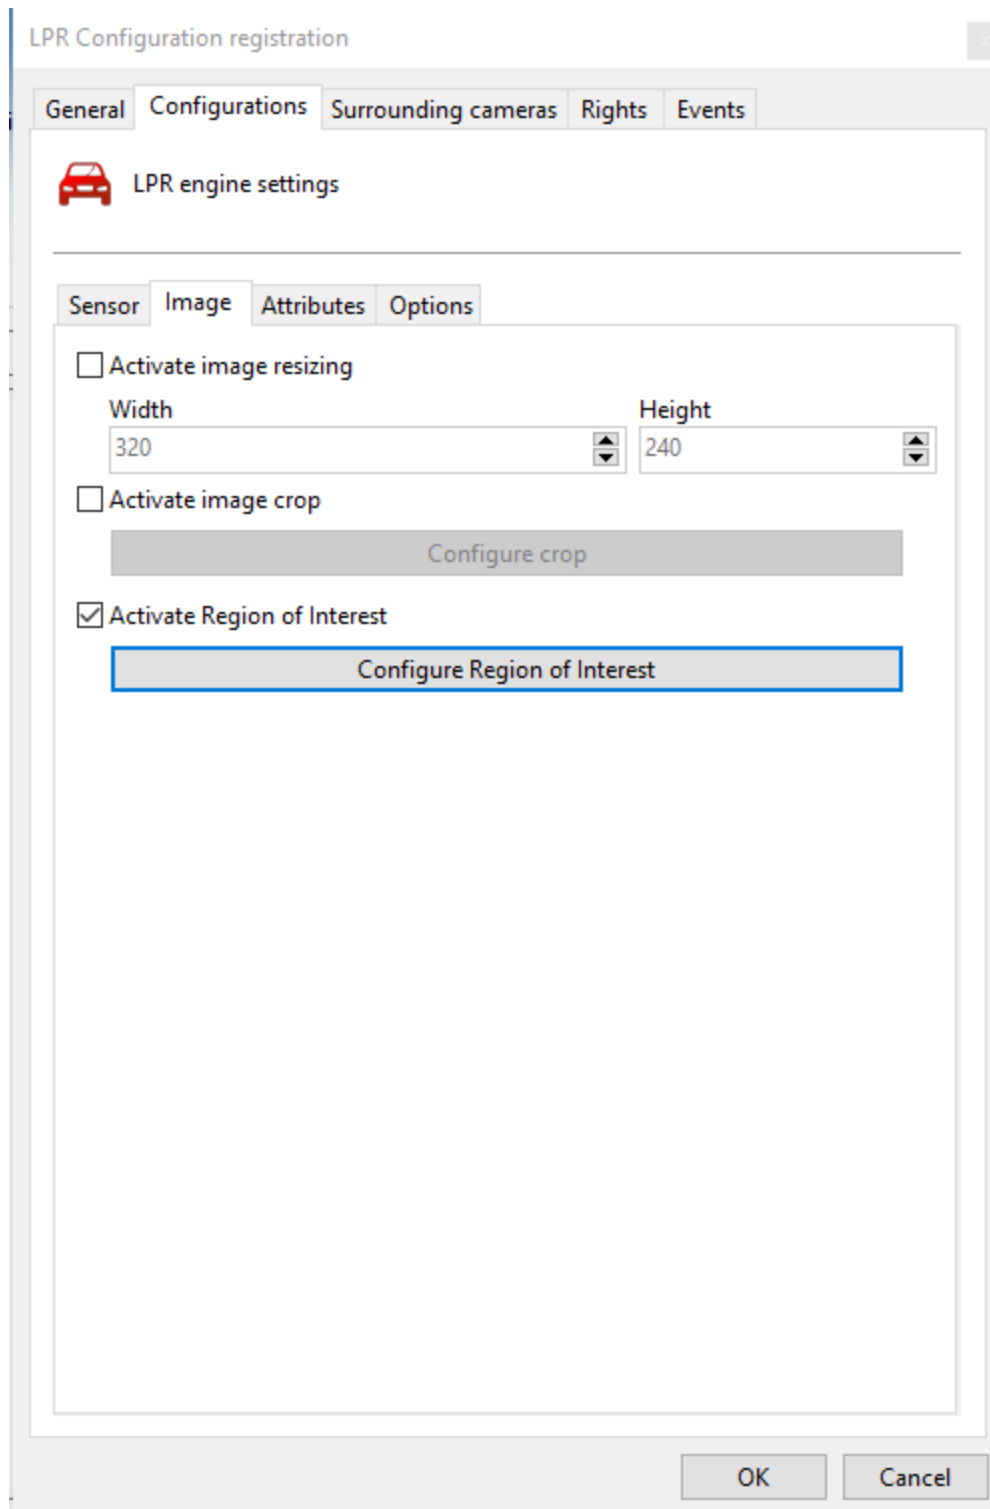 LPR Configuration registration
General Configurations Surrounding cameras Rights Events
LPR engine settings
Sensor Image Attributes Options
Activate image resizing
Width Height
320 240
Activate image crop
Configure crop
Activate Region of Interest
Configure Region of Interest
OK Cancel